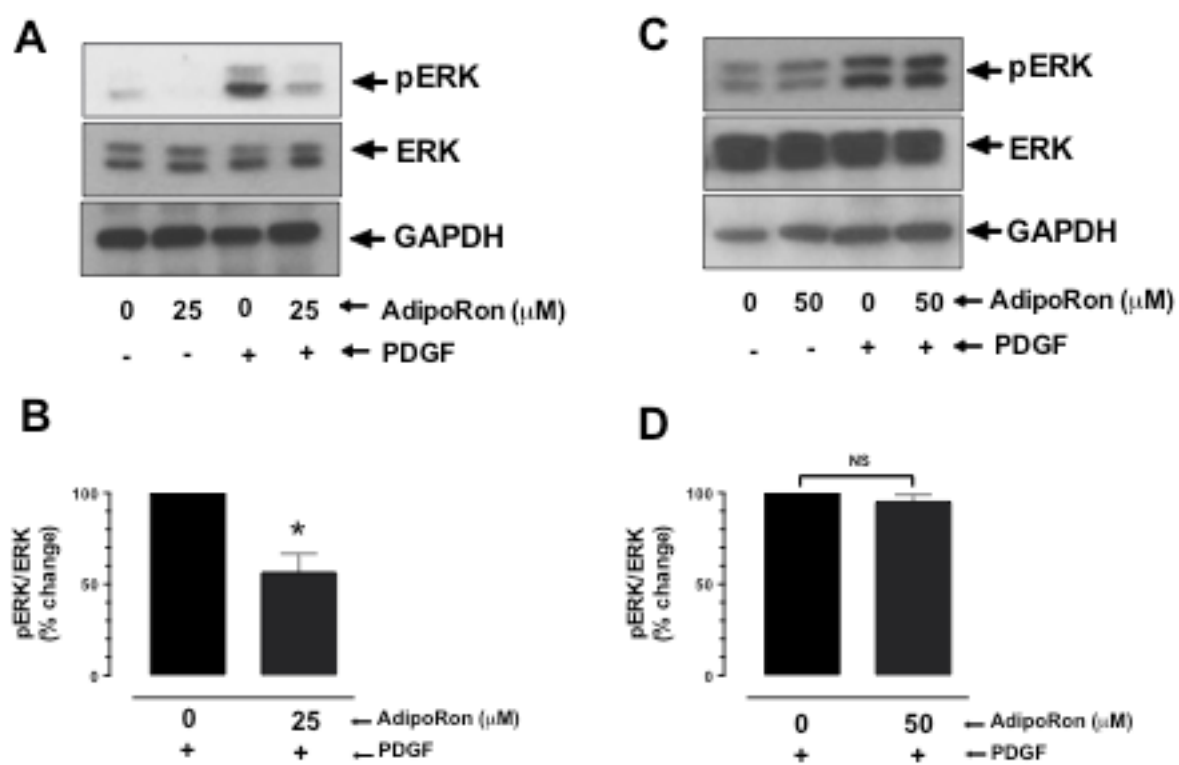 A
pERK
ERK
GAPDH
0 25 0 25 AdipoRon (μM)
- - + + PDGF
C
pERK
ERK
GAPDH
0 50 0 50 AdipoRon (μM)
- - + + PDGF
B
pERK/ERK
(% change)
100
50
0
*
0 25 AdipoRon (μM)
+ + PDGF
D
pERK/ERK
(% change)
100
50
0
NS
0 50 AdipoRon (μM)
+ + PDGF